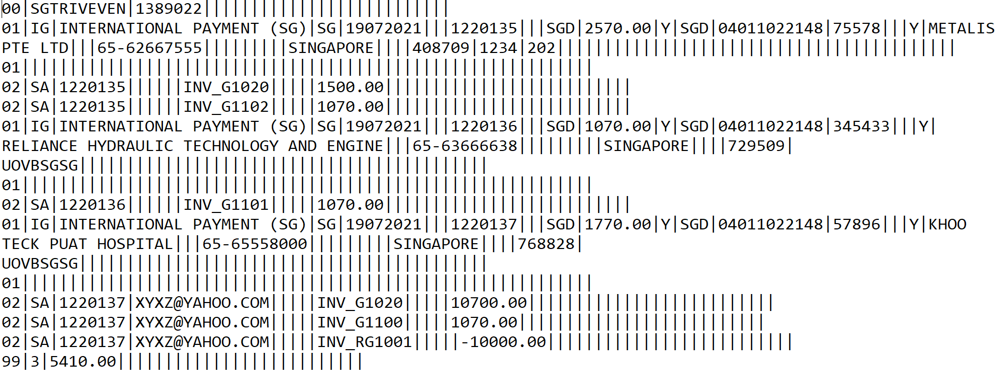 00|SGTRIVEVEN|1389022||||||||||||||||||||||||||
01|IG|INTERNATIONAL PAYMENT (SG)|SG|19072021|||1220135|||SGD|2570.00|Y|SGD|04011022148|75578|||Y|METALIS
PTE LTD|||65-62667555|||||||||SINGAPORE||||408709|1234|202||||||||||||||||||||||||||||||||||||||||||
01||||||||||||||||||||||||||||||||||||||||||||||||||||||||||||
02|SA|1220135||||||INV_G1020|||||1500.00||||||||||||||||||||||||||
02|SA|1220135||||||INV_G1102|||||1070.00||||||||||||||||||||||||||
01|IG|INTERNATIONAL PAYMENT (SG)|SG|19072021|||1220136|||SGD|1070.00|Y|SGD|04011022148|345433|||Y|
RELIANCE HYDRAULIC TECHNOLOGY AND ENGINE|||65-63666638|||||||||SINGAPORE||||729509|
UOVBSGSG|||||||||||||||||||||||||||||||||||||||||||
01||||||||||||||||||||||||||||||||||||||||||||||||||||||||||||
02|SA|1220136||||||INV_G1101|||||1070.00||||||||||||||||||||||||||
01|IG|INTERNATIONAL PAYMENT (SG)|SG|19072021|||1220137|||SGD|1770.00|Y|SGD|04011022148|57896|||Y|KHOO
TECK PUAT HOSPITAL|||65-65558000|||||||||SINGAPORE||||768828|
UOVBSGSG|||||||||||||||||||||||||||||||||||||||||||
01||||||||||||||||||||||||||||||||||||||||||||||||||||||||||||
02|SA|1220137|XYXZ@YAHOO.COM|||||INV_G1020|||||10700.00||||||||||||||||||||||||||
02|SA|1220137|XYXZ@YAHOO.COM|||||INV_G1100|||||1070.00||||||||||||||||||||||||||
02|SA|1220137|XYXZ@YAHOO.COM|||||INV_RG1001|||||-10000.00||||||||||||||||||||||||||
99|3|5410.00||||||||||||||||||||||||||